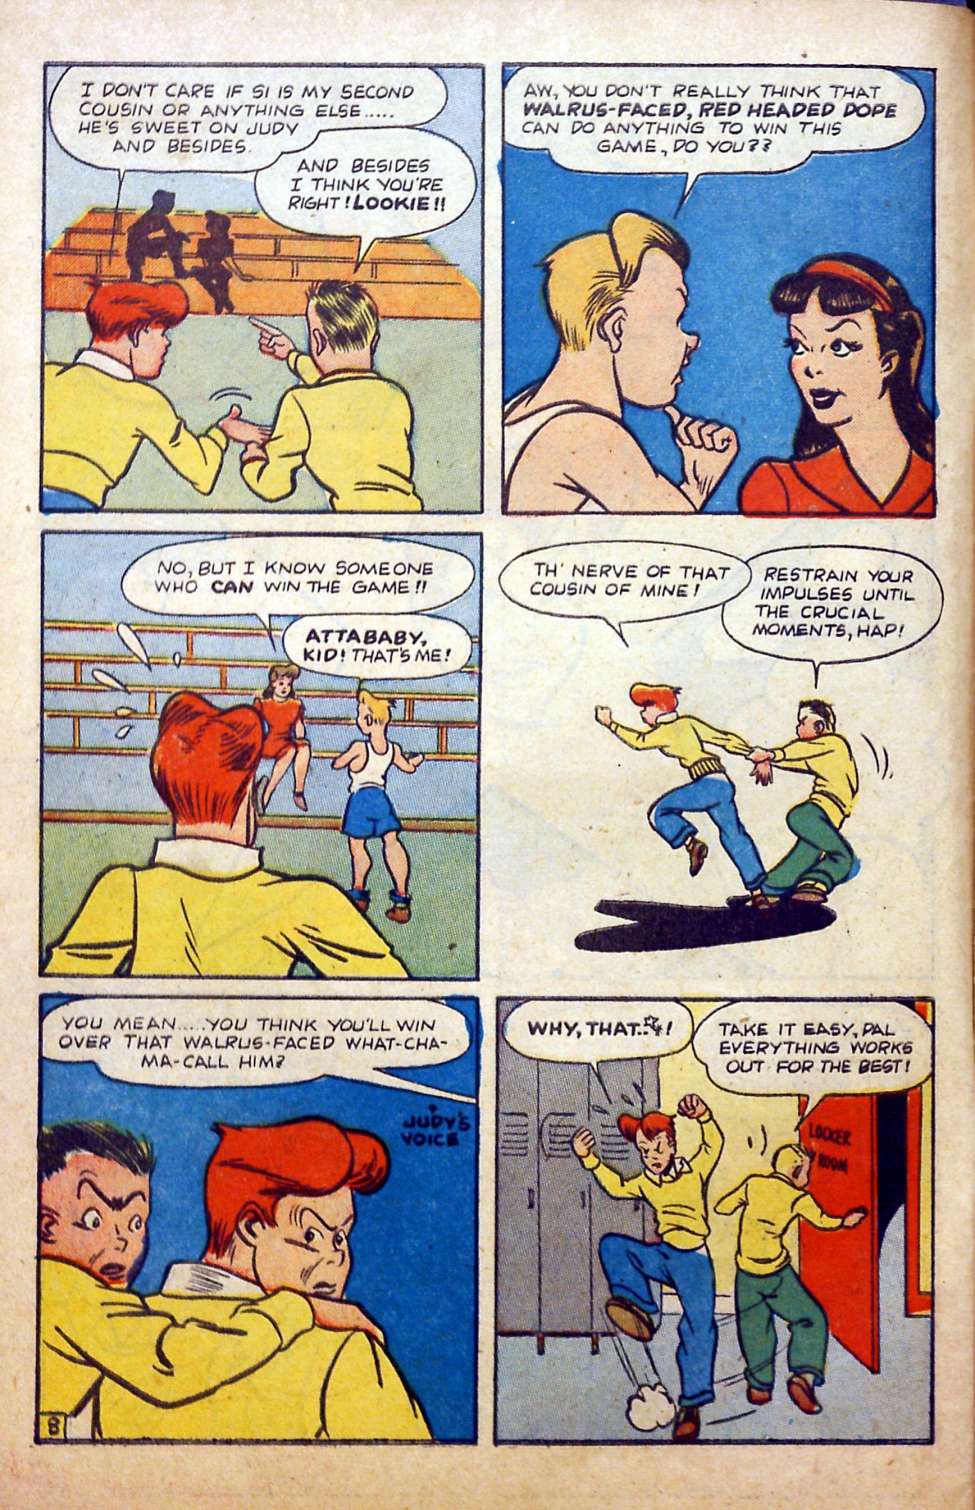 I DON'T CARE IF SI IS MY SECOND
COUSIN OR ANYTHING ELSE.....
HE'S SWEET ON JUDY
AND BESIDES.
AND BESIDES
I THINK YOU'RE
RIGHT! LOOKIE!!
AW, YOU DON'T REALLY THINK THAT
WALRUS-FACED, RED HEADED DOPE
CAN DO ANYTHING TO WIN THIS
GAME, DO YOU??
NO, BUT I KNOW SOMEONE
WHO CAN WIN THE GAME!!
ATTABABY,
KID! THAT'S ME!
TH' NERVE OF THAT
COUSIN OF MINE!
RESTRAIN YOUR
IMPULSES UNTIL
THE CRUCIAL
MOMENTS, HAP!
YOU MEAN.....YOU THINK YOU'LL WIN
OVER THAT WALRUS-FACED WHAT-CHA-
MA-CALL HIM?
JUDY'S
VOICE
8
WHY, THAT..!
TAKE IT EASY, PAL
EVERYTHING WORKS
OUT FOR THE BEST!
LOCKER
ROOM